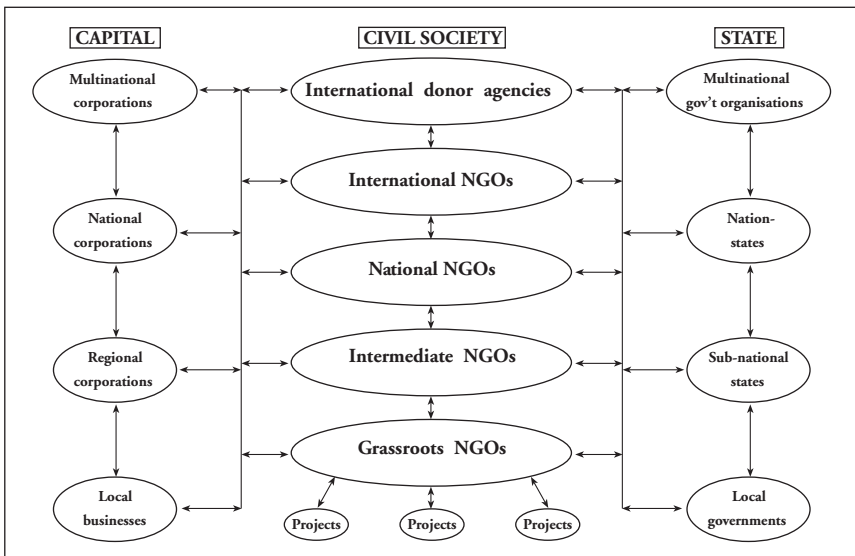 CAPITAL
CIVIL SOCIETY
STATE
Multinational
corporations
International donor agencies
Multinational
gov't organisations
International NGOs
National
corporations
Nation-
states
National NGOs
Regional
corporations
Intermediate NGOs
Sub-national
states
Grassroots NGOs
Local
businesses
Projects
Projects
Projects
Local
governments